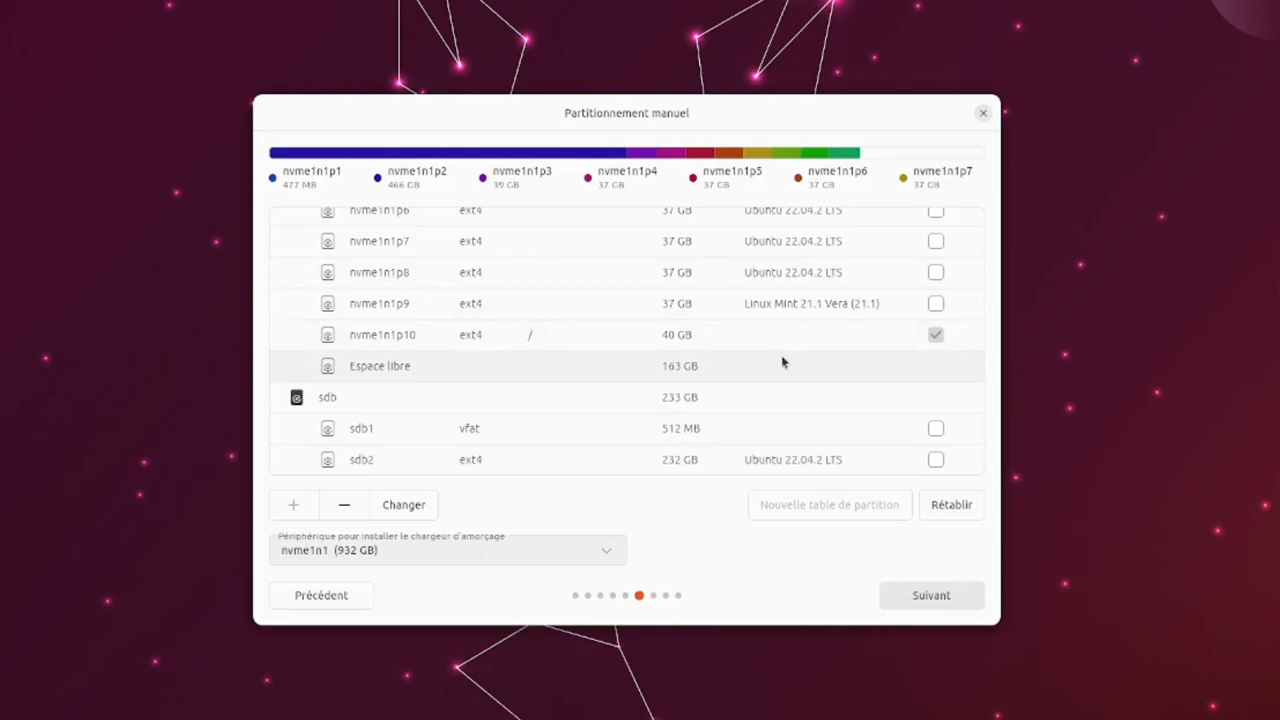 Partitionnement manuel
nvme1n1p1 nvme1n1p2 nvme1n1p3 nvme1n1p4 nvme1n1p5 nvme1n1p6 nvme1n1p7
477 MB 466 GB 39 GB 37 GB 37 GB 37 GB 37 GB
nvme1n1p6 ext4 37 GB Ubuntu 22.04.2 LTS
nvme1n1p7 ext4 37 GB Ubuntu 22.04.2 LTS
nvme1n1p8 ext4 37 GB Ubuntu 22.04.2 LTS
nvme1n1p9 ext4 37 GB Linux Mint 21.1 Vera (21.1)
nvme1n1p10 ext4 / 40 GB
Espace libre 163 GB
sdb 233 GB
sdb1 vfat 512 MB
sdb2 ext4 232 GB Ubuntu 22.04.2 LTS
+ − Changer Nouvelle table de partition Rétablir
Périphérique pour installer le chargeur d'amorçage
nvme1n1 (932 GB)
Précédent Suivant